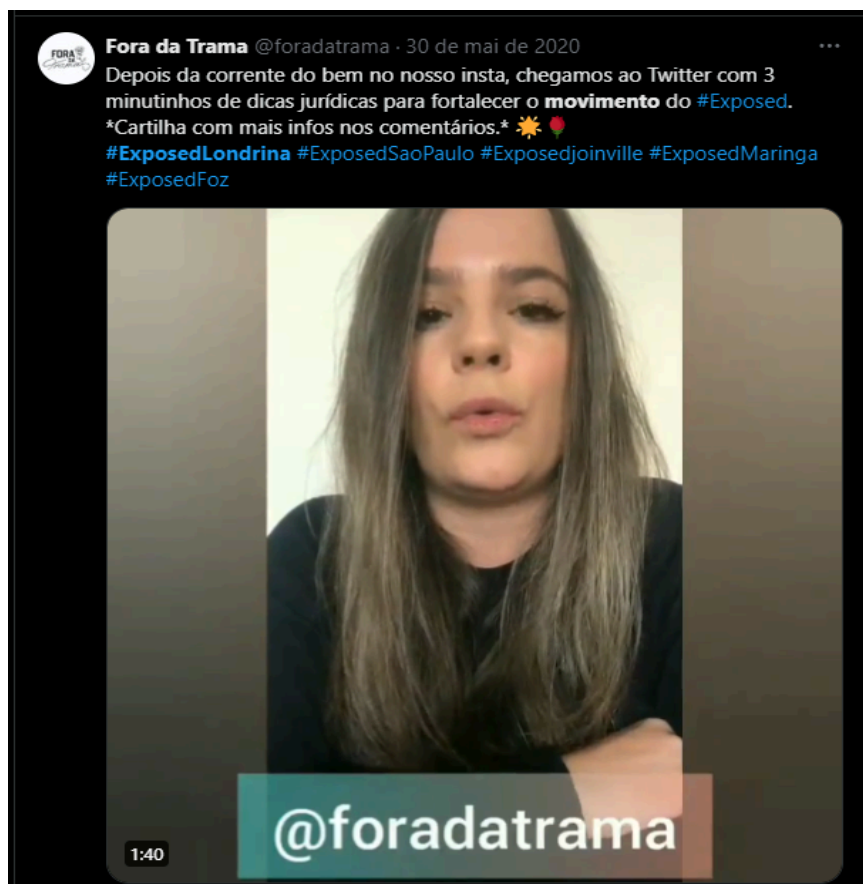 Fora da Trama @foradatrama · 30 de mai de 2020
Depois da corrente do bem no nosso insta, chegamos ao Twitter com 3
minutinhos de dicas jurídicas para fortalecer o movimento do #Exposed.
*Cartilha com mais infos nos comentários.* 🌟🌹
#ExposedLondrina #ExposedSaoPaulo #Exposedjoinville #ExposedMaringa
#ExposedFoz
FORA
DA
@foradatrama
1:40